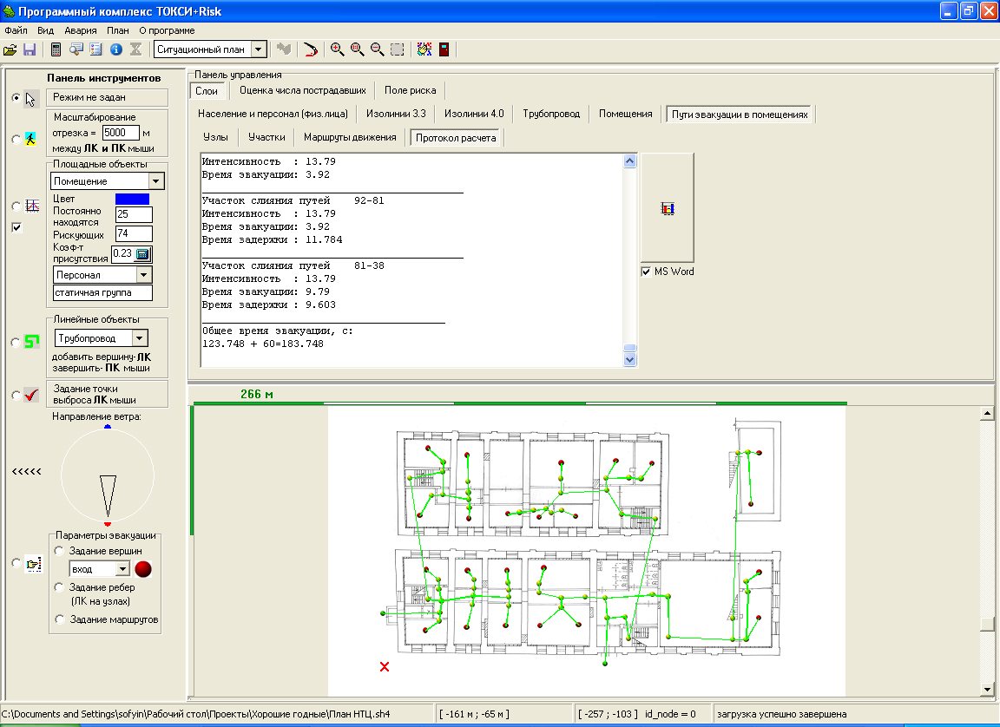 Программный комплекс ТОКСИ+Risk
Файл Вид Авария План О программе
Ситуационный план
Панель инструментов
Режим не задан
Масштабирование
отрезка = 5000 м
между ЛК и ПК мыши
Площадные объекты
Помещение
Цвет
Постоянно
находятся 25
Рискующих 74
Коэф-т
присутствия 0.23
Персонал
статичная группа
Линейные объекты
Трубопровод
добавить вершину-ЛК
завершить- ПК мыши
Задание точки
выброса ЛК мыши
Направление ветра:
<<<<<
Параметры эвакуации
Задание вершин
вход
Задание ребер
(ЛК на узлах)
Задание маршрутов
Панель управления
Слои Оценка числа пострадавших Поле риска
Население и персонал (физ.лица) Изолинии 3.3 Изолинии 4.0 Трубопровод Помещения Пути эвакуации в помещениях
Узлы Участки Маршруты движения Протокол расчета
Интенсивность : 13.79
Время эвакуации: 3.92
Участок слияния путей 92-81
Интенсивность : 13.79
Время эвакуации: 3.92
Время задержки : 11.784
Участок слияния путей 81-38
Интенсивность : 13.79
Время эвакуации: 9.79
Время задержки : 9.603
Общее время эвакуации, с:
123.748 + 60=183.748
MS Word
266 м
C:\Documents and Settings\sofyin\Рабочий стол\Проекты\Хорошие годные\План НТЦ.sh4 [ -161 м ; -65 м ] [ -257 ; -103 ] id_node = 0 загрузка успешно завершена